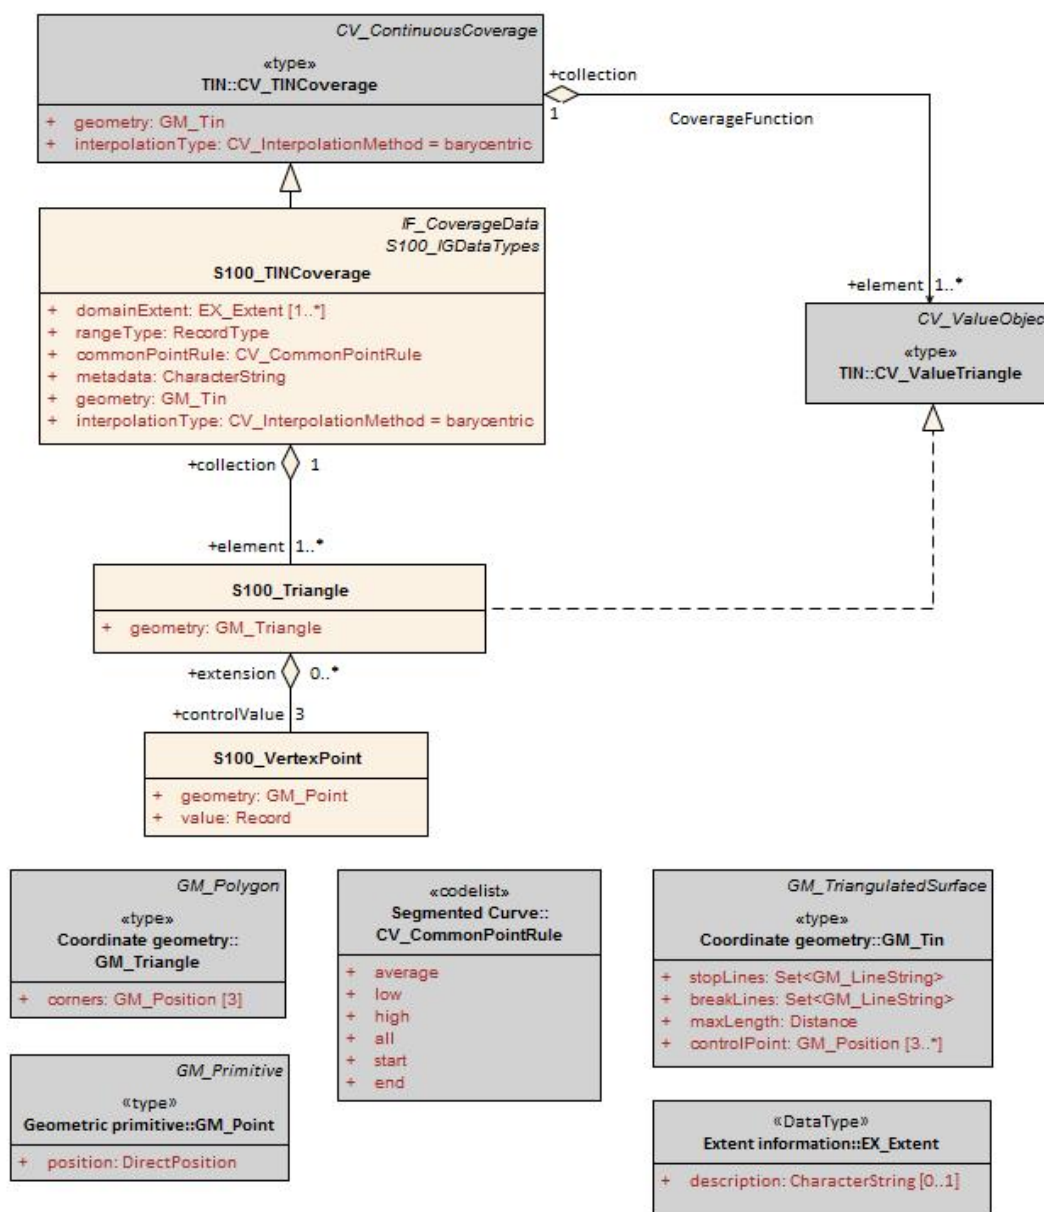 CV_ContinuousCoverage
«type»
TIN::CV_TINCoverage
+ geometry: GM_Tin
+ interpolationType: CV_InterpolationMethod = barycentric
+collection
1
CoverageFunction
+element 1..*
CV_ValueObjec
«type»
TIN::CV_ValueTriangle
IF_CoverageData
S100_IGDataTypes
S100_TINCoverage
+ domainExtent: EX_Extent [1..*]
+ rangeType: RecordType
+ commonPointRule: CV_CommonPointRule
+ metadata: CharacterString
+ geometry: GM_Tin
+ interpolationType: CV_InterpolationMethod = barycentric
+collection 1
+element 1..*
S100_Triangle
+ geometry: GM_Triangle
+extension 0..*
+controlValue 3
S100_VertexPoint
+ geometry: GM_Point
+ value: Record
GM_Polygon
«type»
Coordinate geometry::
GM_Triangle
+ corners: GM_Position [3]
GM_Primitive
«type»
Geometric primitive::GM_Point
+ position: DirectPosition
«codelist»
Segmented Curve::
CV_CommonPointRule
+ average
+ low
+ high
+ all
+ start
+ end
GM_TriangulatedSurface
«type»
Coordinate geometry::GM_Tin
+ stopLines: Set<GM_LineString>
+ breakLines: Set<GM_LineString>
+ maxLength: Distance
+ controlPoint: GM_Position [3..*]
«DataType»
Extent information::EX_Extent
+ description: CharacterString [0..1]